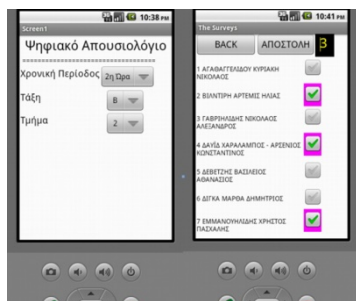 10:38 PM
Screen1
Ψηφιακό Απουσιολόγιο
Χρονική Περίοδος 2η Ώρα
Τάξη Β
Τμήμα 2
10:41 PM
The Surveys
BACK ΑΠΟΣΤΟΛΗ β
1 ΑΓΑΘΑΓΓΕΛΙΔΟΥ ΚΥΡΙΑΚΗ
ΝΙΚΟΛΑΟΣ
2 ΒΙΛΝΤΙΡΗ ΑΡΤΕΜΙΣ ΗΛΙΑΣ
3 ΓΑΒΡΙΗΛΙΔΗΣ ΝΙΚΟΛΑΟΣ
ΑΛΕΞΑΝΔΡΟΣ
4 ΔΑΥΪΔ ΧΑΡΑΛΑΜΠΟΣ - ΑΡΣΕΝΙΟΣ
ΚΩΝΣΤΑΝΤΙΝΟΣ
5 ΔΕΒΕΤΖΗΣ ΒΑΣΙΛΕΙΟΣ
ΑΘΑΝΑΣΙΟΣ
6 ΔΙΓΚΑ ΜΑΡΘΑ ΔΗΜΗΤΡΙΟΣ
7 ΕΜΜΑΝΟΥΗΛΙΔΗΣ ΧΡΗΣΤΟΣ
ΠΑΣΧΑΛΗΣ